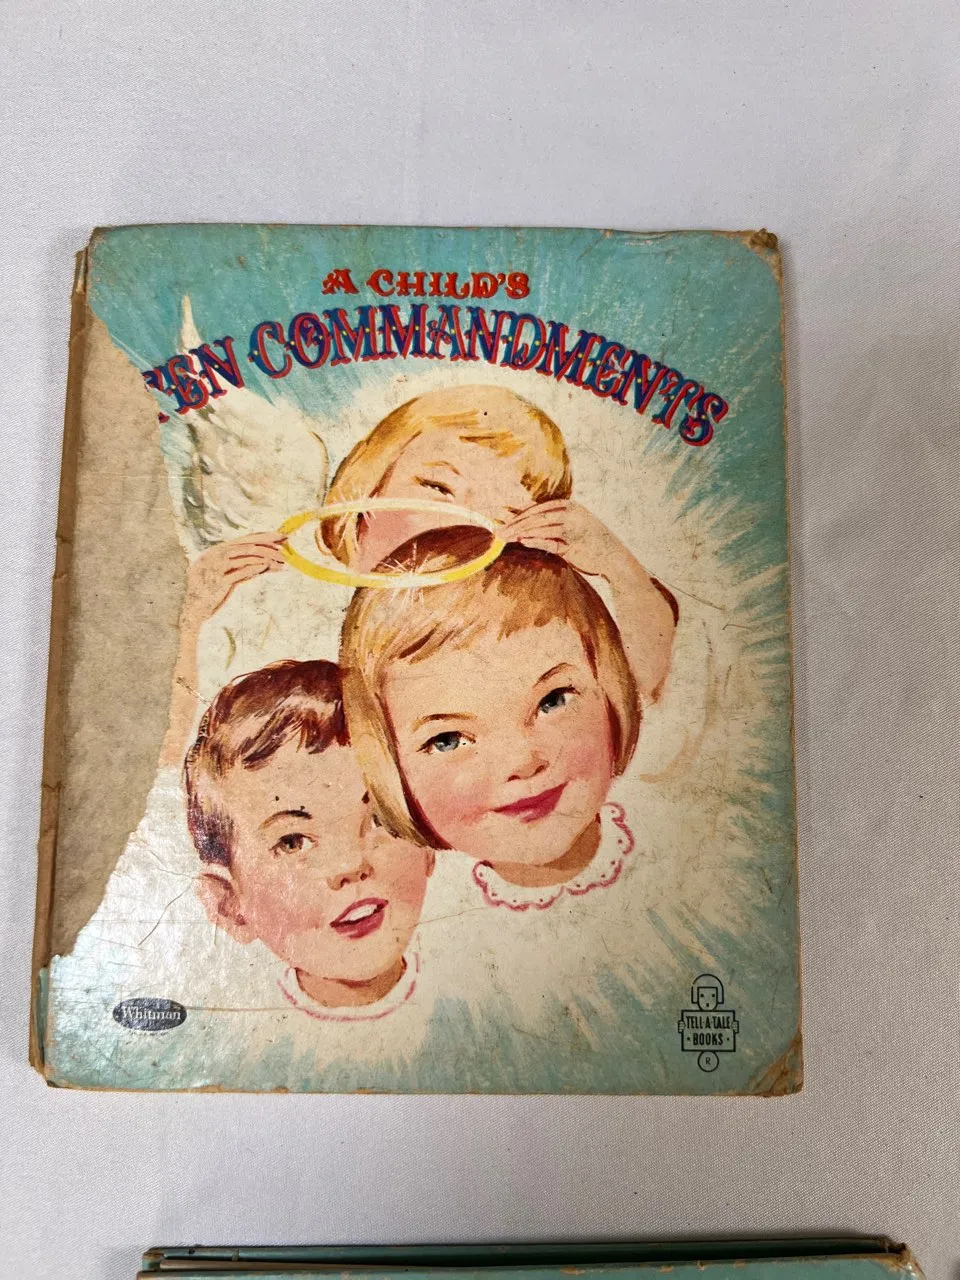 A CHILD'S
TEN COMMANDMENTS
Whitman
TELL-A-TALE
BOOKS
R